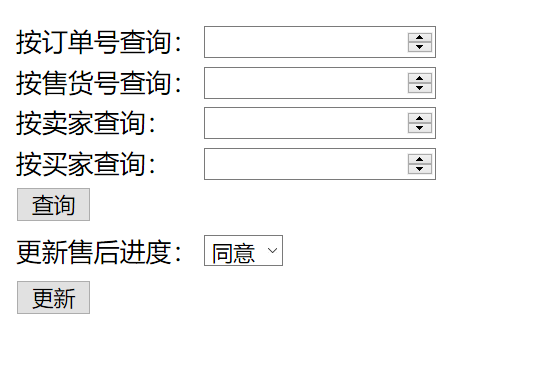 按订单号查询：
按售货号查询：
按卖家查询：
按买家查询：
查询
更新售后进度： 同意
更新